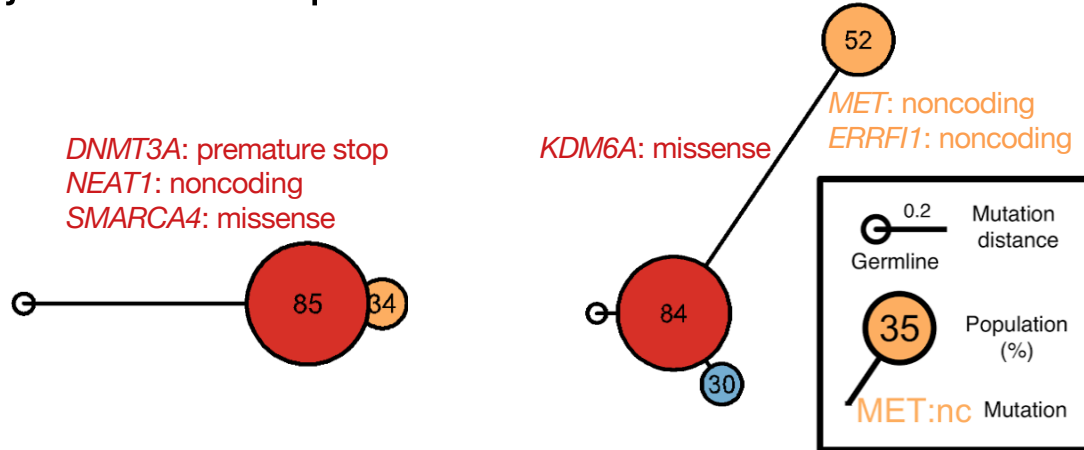 DNMT3A: premature stop
NEAT1: noncoding
SMARCA4: missense
85
34
KDM6A: missense
52
MET: noncoding
ERRFI1: noncoding
84
30
0.2
Mutation
distance
Germline
35
Population
(%)
MET:nc
Mutation